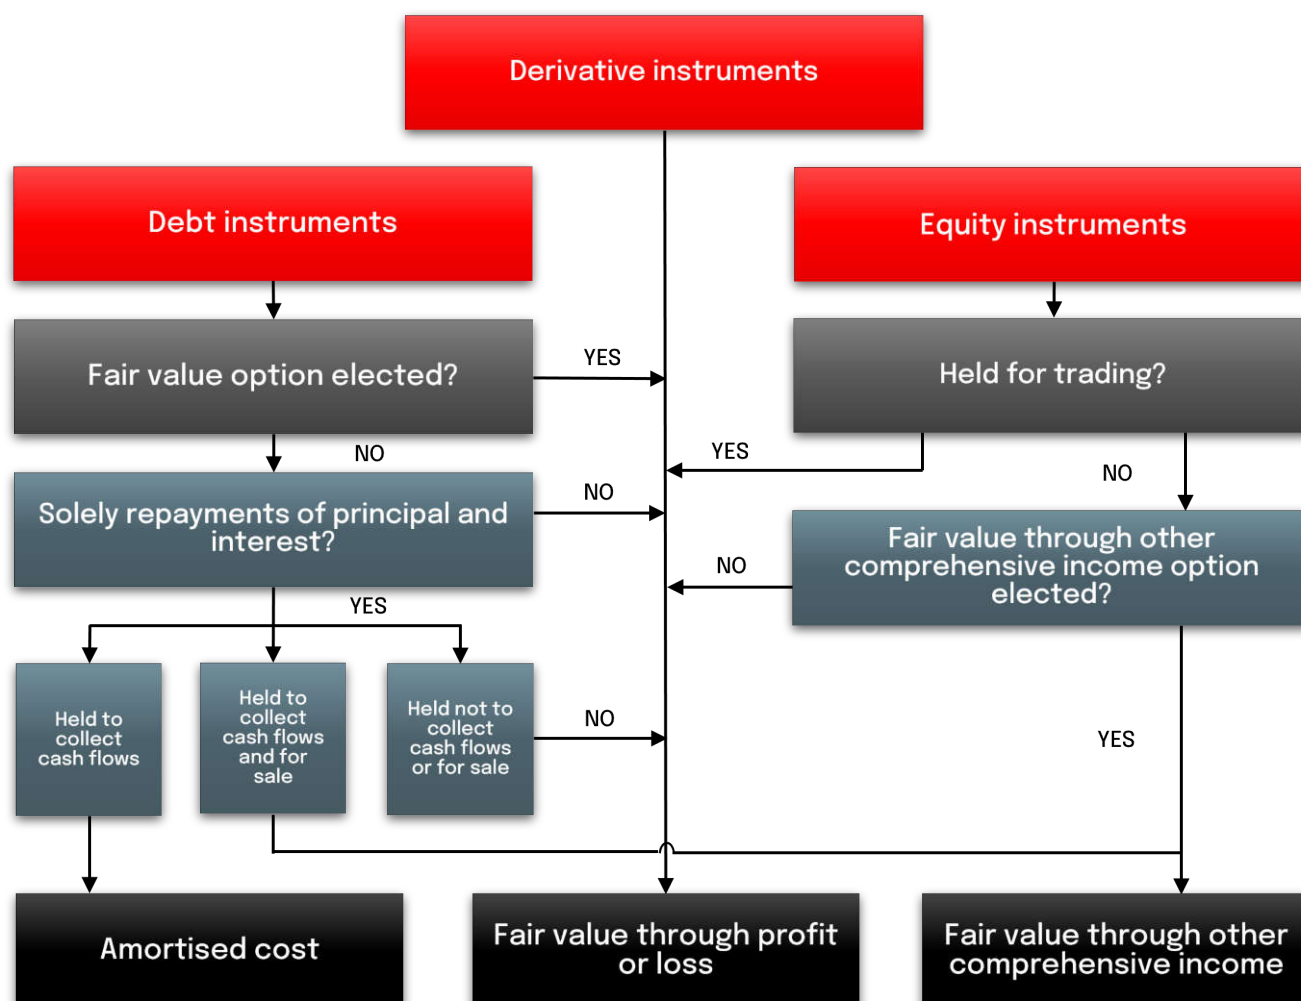 Derivative instruments
Debt instruments
Equity instruments
Fair value option elected?
YES
Held for trading?
NO
YES
NO
Solely repayments of principal and
interest?
NO
Fair value through other
comprehensive income option
elected?
NO
YES
Held to
collect
cash flows
Held to
collect
cash flows
and for
sale
Held not to
collect
cash flows
or for sale
NO
YES
Amortised cost
Fair value through profit
or loss
Fair value through other
comprehensive income